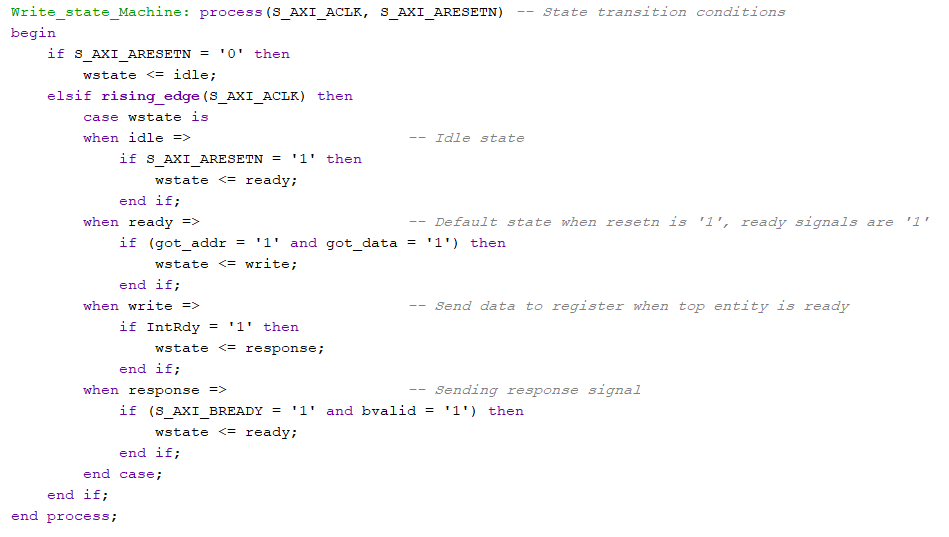 Write_state_Machine: process(S_AXI_ACLK, S_AXI_ARESETN) -- State transition conditions
begin
    if S_AXI_ARESETN = '0' then
        wstate <= idle;
    elsif rising_edge(S_AXI_ACLK) then
        case wstate is
        when idle =>                        -- Idle state
            if S_AXI_ARESETN = '1' then
                wstate <= ready;
            end if;
        when ready =>                       -- Default state when resetn is '1', ready signals are '1'
            if (got_addr = '1' and got_data = '1') then
                wstate <= write;
            end if;
        when write =>                       -- Send data to register when top entity is ready
            if IntRdy = '1' then
                wstate <= response;
            end if;
        when response =>                    -- Sending response signal
            if (S_AXI_BREADY = '1' and bvalid = '1') then
                wstate <= ready;
            end if;
        end case;
    end if;
end process;